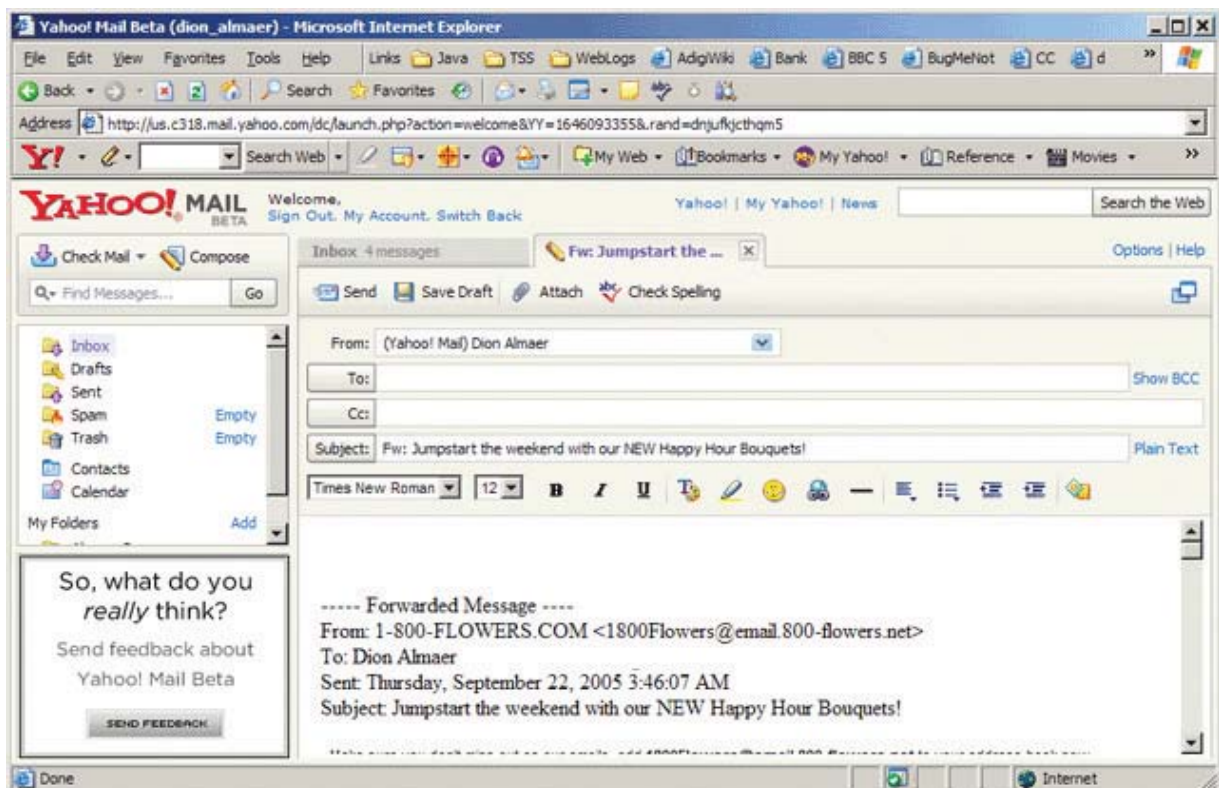 Yahoo! Mail Beta (dion_almaer) - Microsoft Internet Explorer
File Edit View Favorites Tools Help Links Java TSS WebLogs AdigiWiki Bank BBC 5 BugMeNot CC d »
Back Search Favorites
Address http://us.c318.mail.yahoo.com/dc/launch.php?action=welcome&YY=1646093355&.rand=dnjufkjcthqm5
Y! Search Web My Web Bookmarks My Yahoo! Reference Movies »
YAHOO! MAIL BETA
Welcome,
Sign Out, My Account, Switch Back
Yahoo! | My Yahoo! | News
Search the Web
Check Mail Compose
Inbox 4 messages
Fw: Jumpstart the ...
Options | Help
Find Messages... Go
Send Save Draft Attach Check Spelling
Inbox
Drafts
Sent
Spam Empty
Trash Empty
Contacts
Calendar
My Folders Add
From: (Yahoo! Mail) Dion Almaer
To: Show BCC
Cc:
Subject: Fw: Jumpstart the weekend with our NEW Happy Hour Bouquets! Plain Text
Times New Roman 12 B I U
So, what do you
really think?
Send feedback about
Yahoo! Mail Beta
SEND FEEDBACK
----- Forwarded Message ----
From: 1-800-FLOWERS.COM <1800Flowers@email.800-flowers.net>
To: Dion Almaer
Sent: Thursday, September 22, 2005 3:46:07 AM
Subject: Jumpstart the weekend with our NEW Happy Hour Bouquets!
Done
Internet